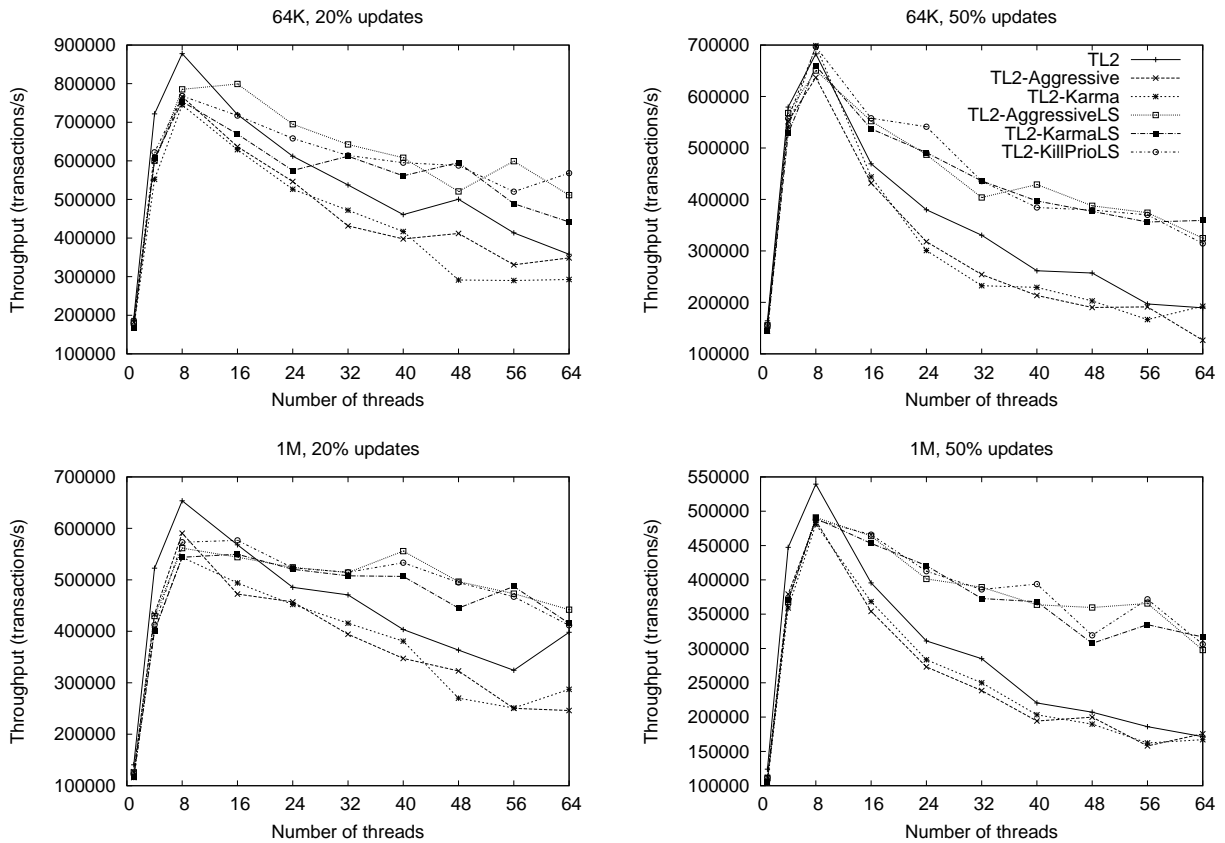 64K, 20% updates
Throughput (transactions/s)
900000
800000
700000
600000
500000
400000
300000
200000
100000
0 8 16 24 32 40 48 56 64
Number of threads
64K, 50% updates
Throughput (transactions/s)
700000
600000
500000
400000
300000
200000
100000
0 8 16 24 32 40 48 56 64
Number of threads
TL2
TL2-Aggressive
TL2-Karma
TL2-AggressiveLS
TL2-KarmaLS
TL2-KillPrioLS
1M, 20% updates
Throughput (transactions/s)
700000
600000
500000
400000
300000
200000
100000
0 8 16 24 32 40 48 56 64
Number of threads
1M, 50% updates
Throughput (transactions/s)
550000
500000
450000
400000
350000
300000
250000
200000
150000
100000
0 8 16 24 32 40 48 56 64
Number of threads